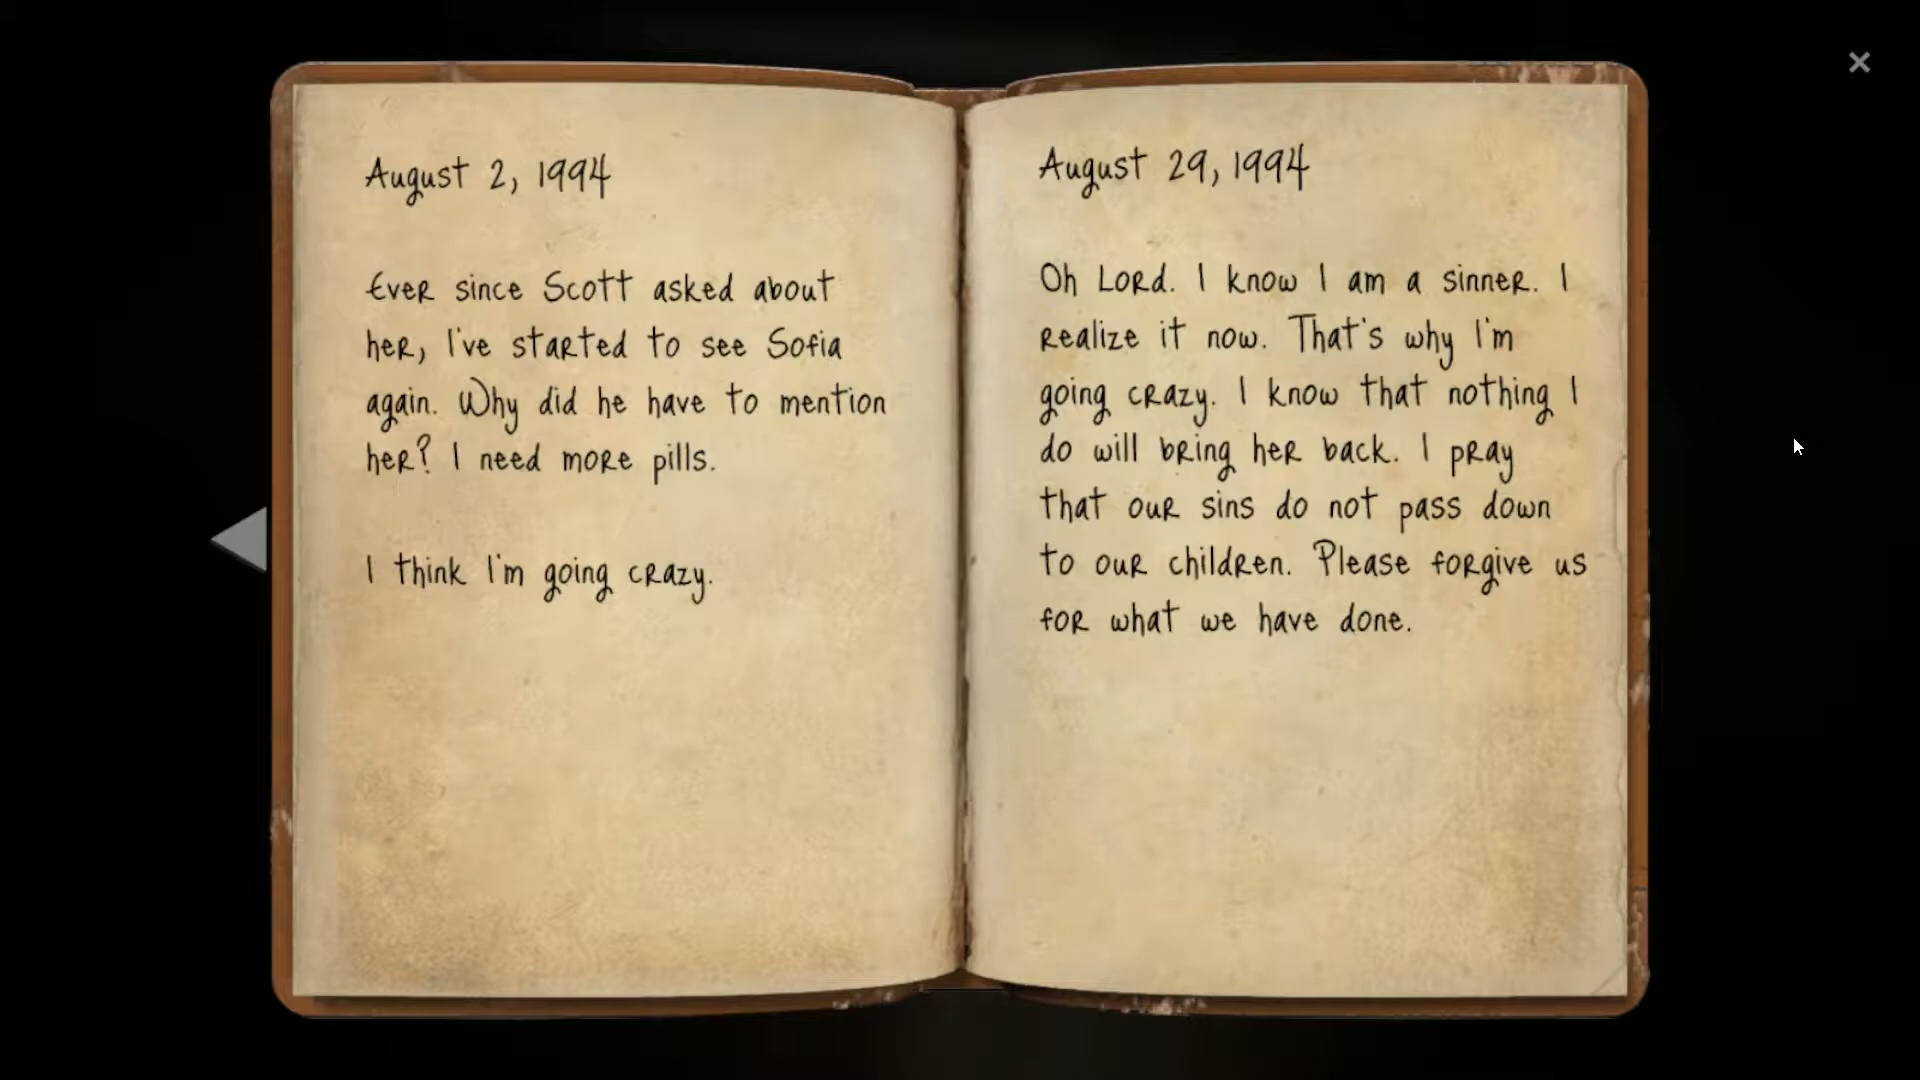 August 2, 1994
Ever since Scott asked about
her, I've started to see Sofia
again. Why did he have to mention
her? I need more pills.
I think I'm going crazy.
August 29, 1994
Oh Lord. I know I am a sinner. I
realize it now. That's why I'm
going crazy. I know that nothing I
do will bring her back. I pray
that our sins do not pass down
to our children. Please forgive us
for what we have done.